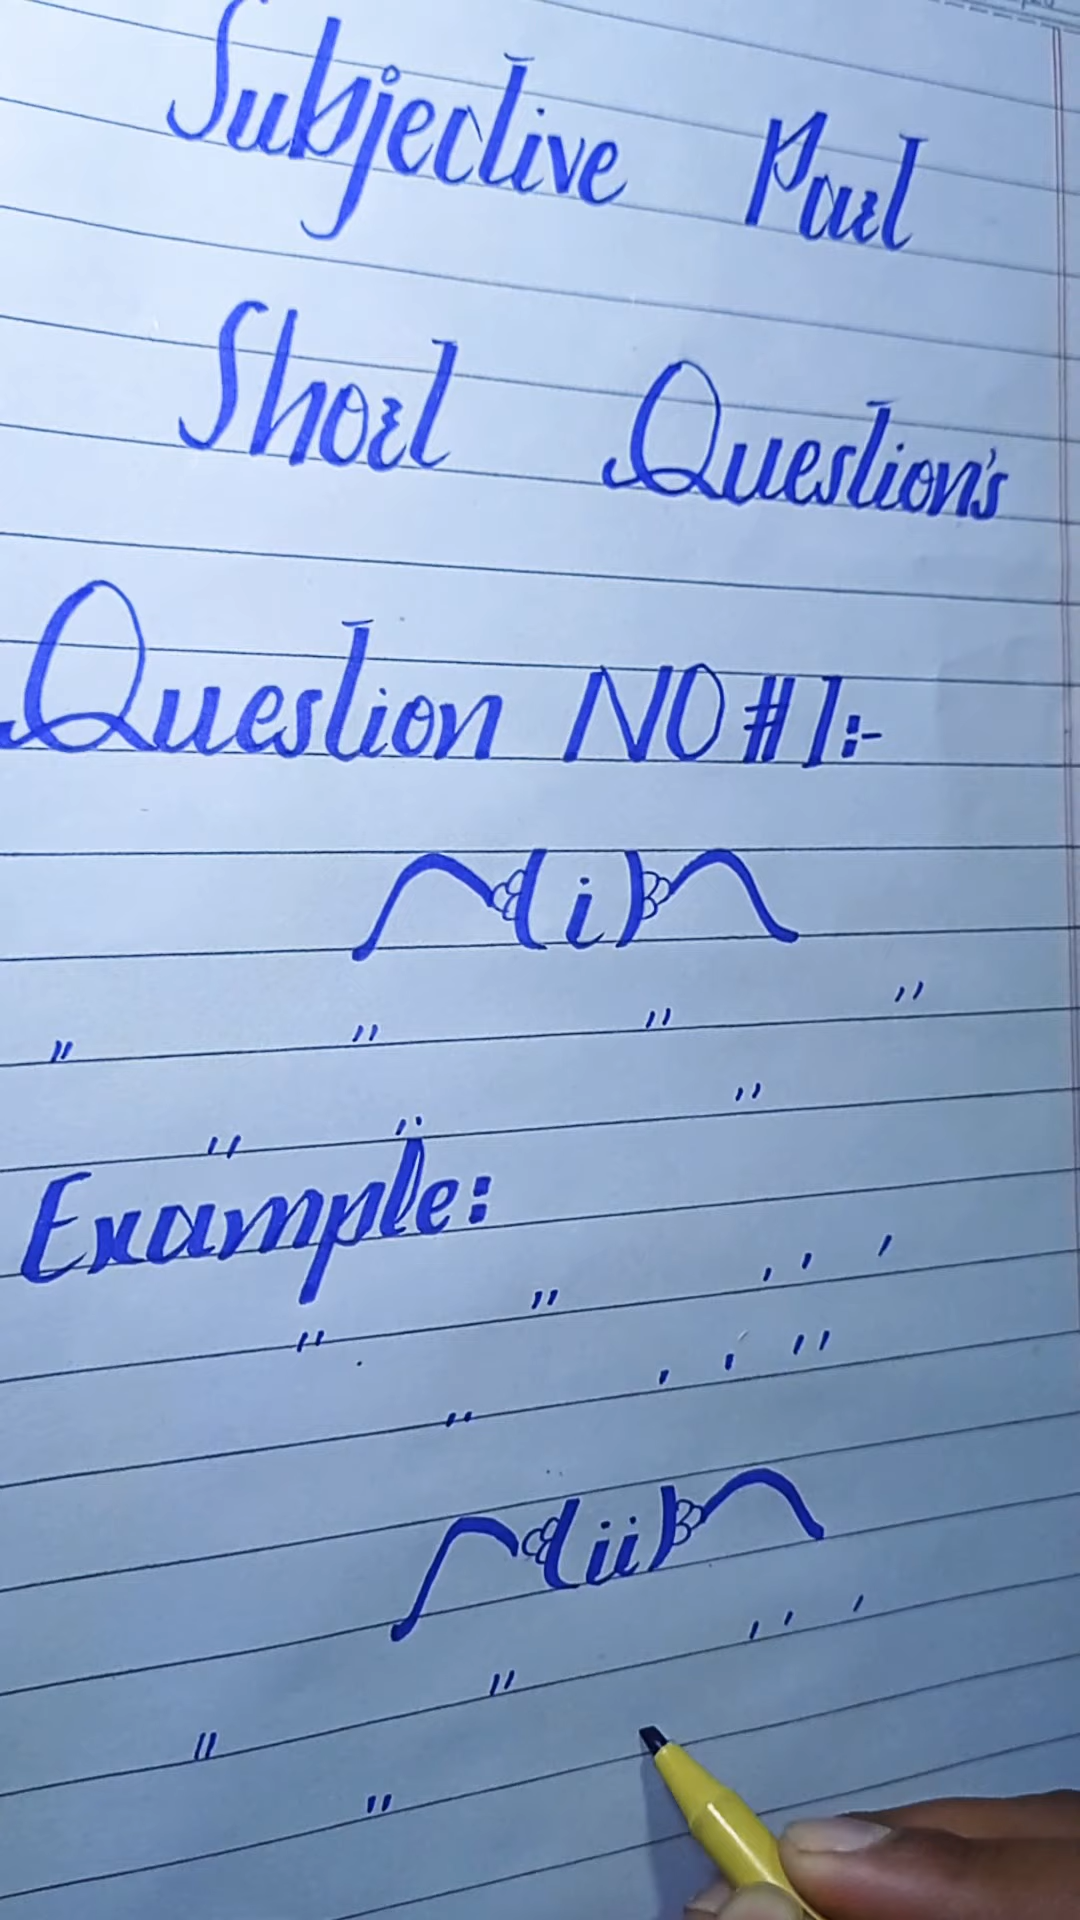 Subjective Part
Short Question's
Question NO #1:-
(i)
" " " "
" " "
Example:
" " , , ,
" , , "
(ii)
" " , , ,
"